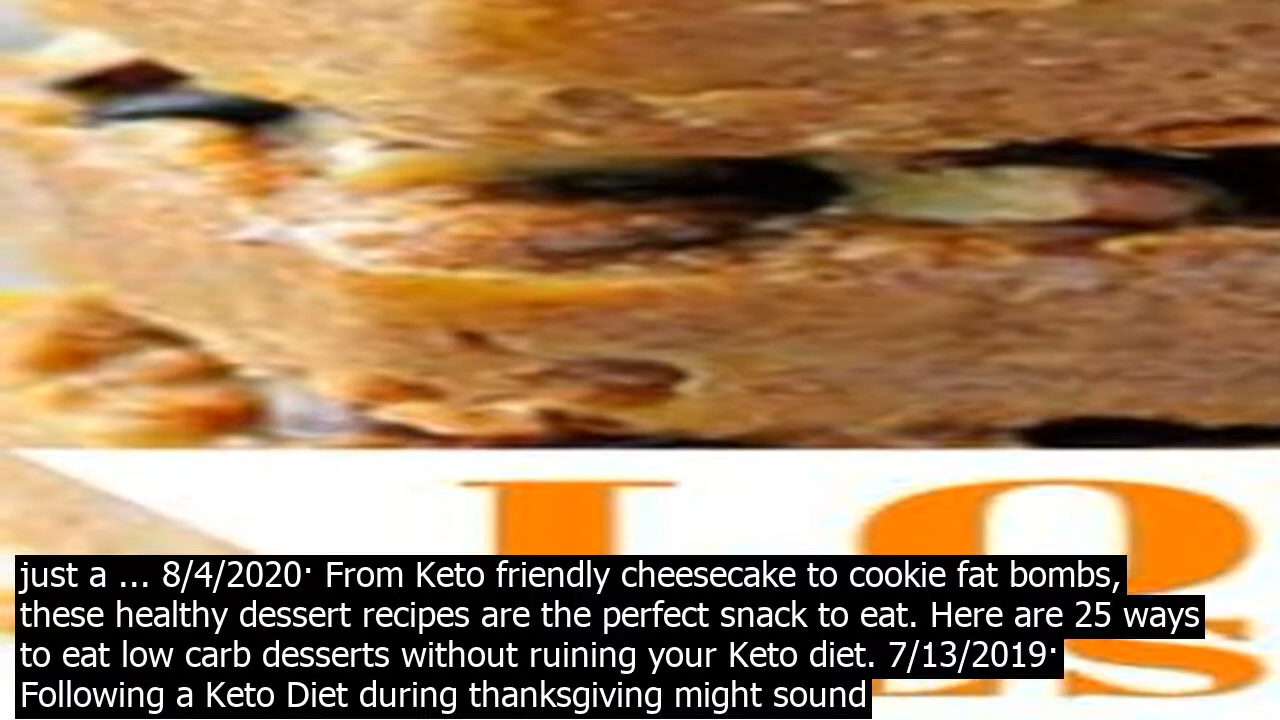 just a ... 8/4/2020· From Keto friendly cheesecake to cookie fat bombs,
these healthy dessert recipes are the perfect snack to eat. Here are 25 ways
to eat low carb desserts without ruining your Keto diet. 7/13/2019·
Following a Keto Diet during thanksgiving might sound